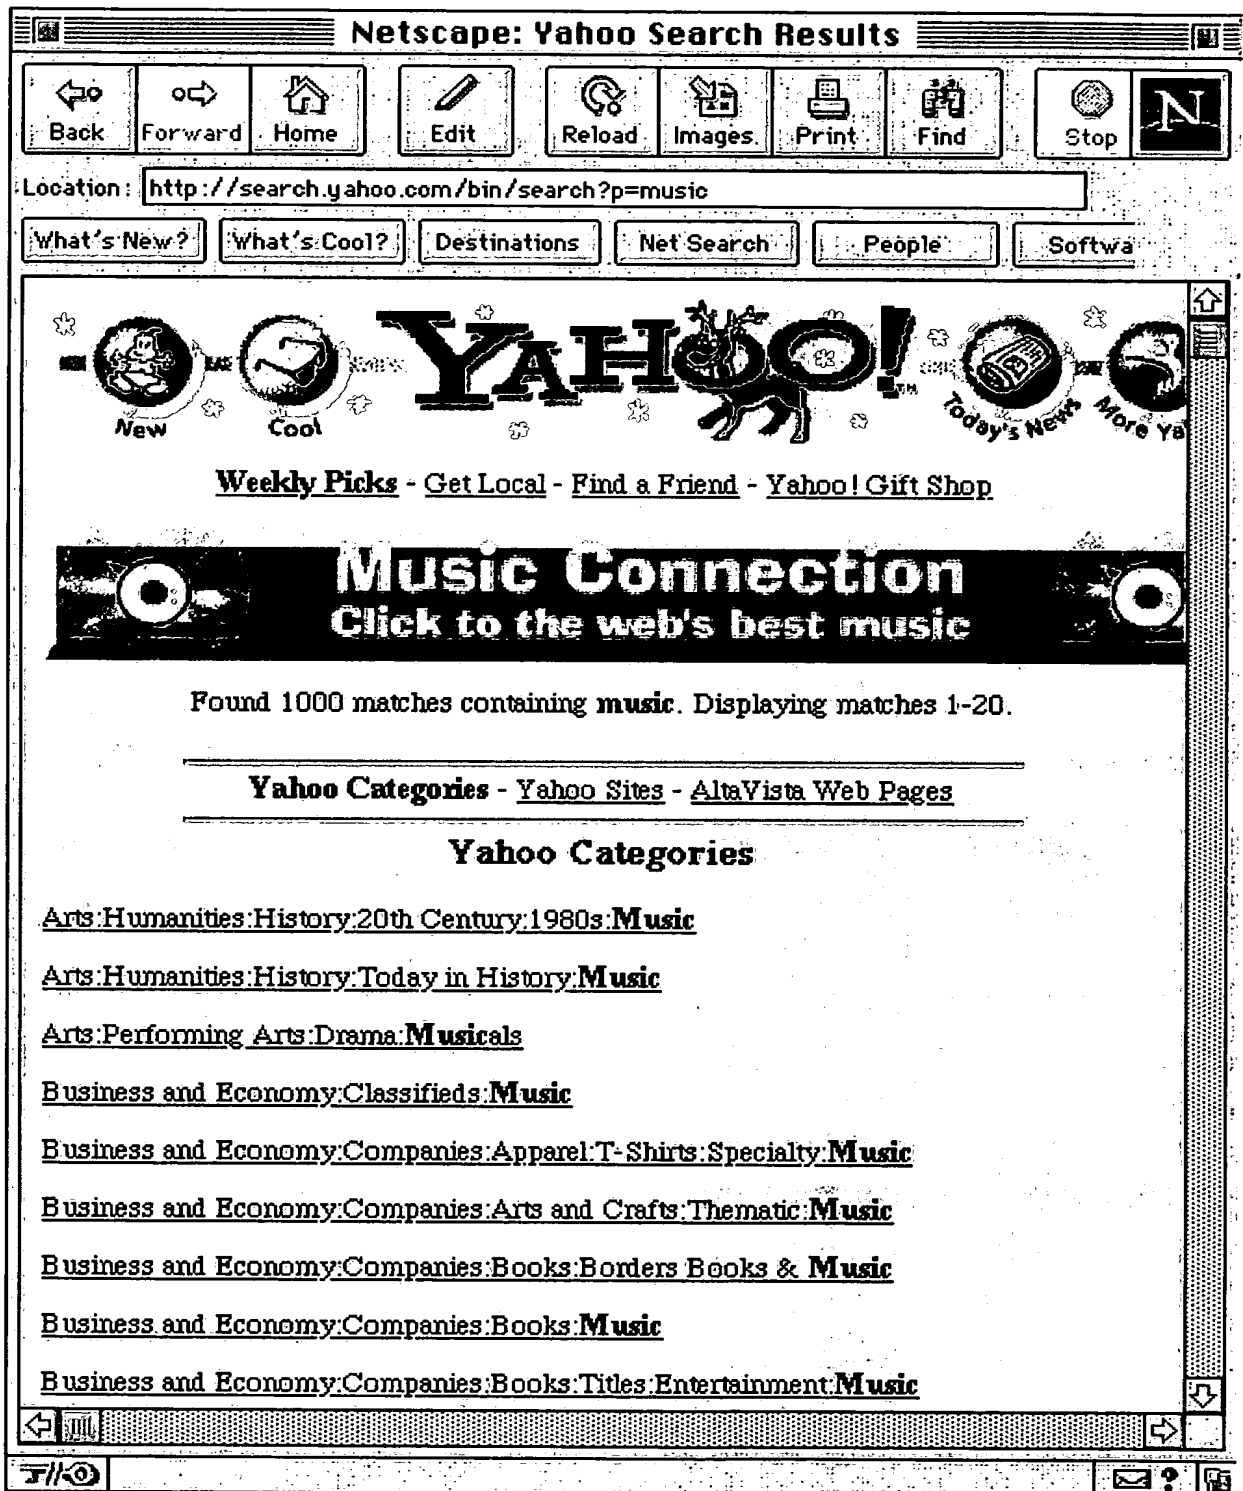 Netscape: Yahoo Search Results
Back Forward Home Edit Reload Images Print Find Stop N
Location: http://search.yahoo.com/bin/search?p=music
What's New? What's Cool? Destinations Net Search People Softwa
YAHOO! TM
New Cool Today's News More Ya
Weekly Picks - Get Local - Find a Friend - Yahoo! Gift Shop
Music Connection
Click to the web's best music
Found 1000 matches containing music. Displaying matches 1-20.
Yahoo Categories - Yahoo Sites - AltaVista Web Pages
Yahoo Categories
Arts:Humanities:History:20th Century:1980s:Music
Arts:Humanities:History:Today in History:Music
Arts:Performing Arts:Drama:Musicals
Business and Economy:Classifieds:Music
Business and Economy:Companies:Apparel:T-Shirts:Specialty:Music
Business and Economy:Companies:Arts and Crafts:Thematic:Music
Business and Economy:Companies:Books:Borders Books & Music
Business and Economy:Companies:Books:Music
Business and Economy:Companies:Books:Titles:Entertainment:Music
?